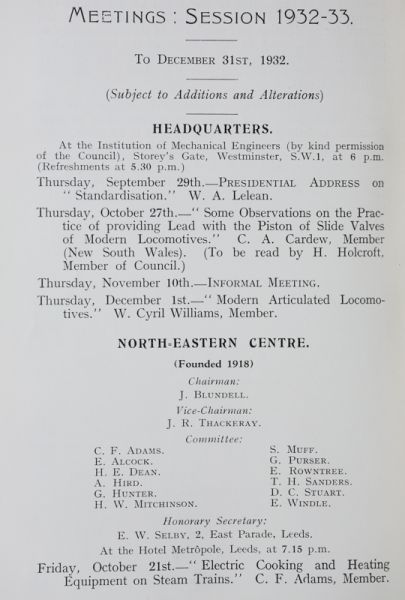 MEETINGS: SESSION 1932-33.
TO DECEMBER 31ST, 1932.
(Subject to Additions and Alterations)
HEADQUARTERS.
At the Institution of Mechanical Engineers (by kind permission
of the Council), Storey's Gate, Westminster, S.W.1, at 6 p.m.
(Refreshments at 5.30 p.m.)
Thursday, September 29th.—PRESIDENTIAL ADDRESS on
"Standardisation." W. A. Lelean.
Thursday, October 27th.—"Some Observations on the Prac-
tice of providing Lead with the Piston of Slide Valves
of Modern Locomotives." C. A. Cardew, Member
(New South Wales). (To be read by H. Holcroft,
Member of Council.)
Thursday, November 10th.—INFORMAL MEETING.
Thursday, December 1st.—"Modern Articulated Locomo-
tives." W. Cyril Williams, Member.
NORTH-EASTERN CENTRE.
(Founded 1918)
Chairman:
J. BLUNDELL.
Vice-Chairman:
J. R. THACKERAY.
Committee:
C. F. ADAMS.
E. ALCOCK.
H. E. DEAN.
A. HIRD.
G. HUNTER.
H. W. MITCHINSON.
S. MUFF.
G. PURSER.
E. ROWNTREE.
T. H. SANDERS.
D. C. STUART.
E. WINDLE.
Honorary Secretary:
E. W. SELBY, 2, East Parade, Leeds.
At the Hotel Metrôpole, Leeds, at 7.15 p.m.
Friday, October 21st.—"Electric Cooking and Heating
Equipment on Steam Trains." C. F. Adams, Member.